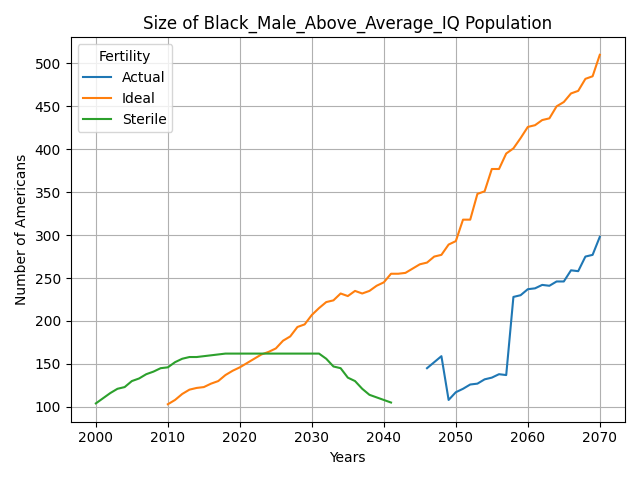 Size of Black_Male_Above_Average_IQ Population
Fertility
Actual
Ideal
Sterile
Number of Americans
500
450
400
350
300
250
200
150
100
2000 2010 2020 2030 2040 2050 2060 2070
Years